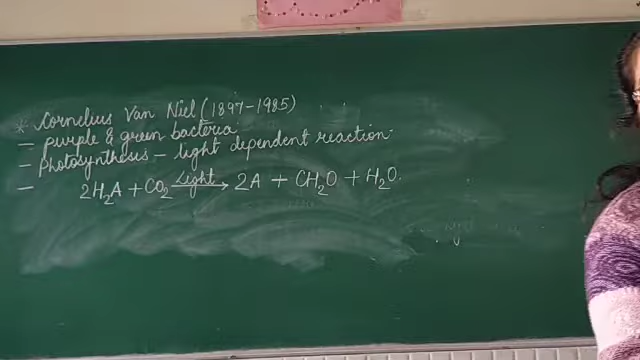 * Cornelius Van Niel (1897-1985)
- purple & green bacteria.
- Photosynthesis - light dependent reaction.
- 2H₂A + CO₂ —Light→ 2A + CH₂O + H₂O.